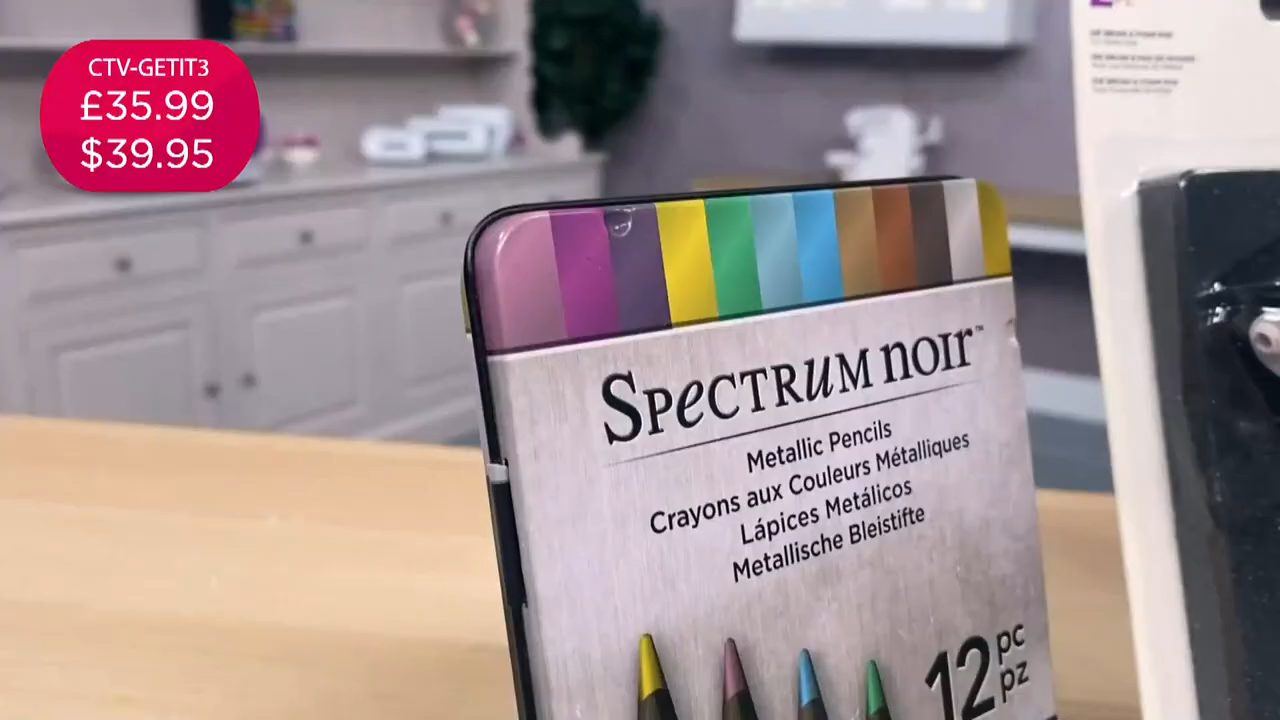 CTV-GETIT3
£35.99
$39.95
SPeCTRuM noir™
Metallic Pencils
Crayons aux Couleurs Métalliques
Lápices Metálicos
Metallische Bleistifte
12 pc
pz